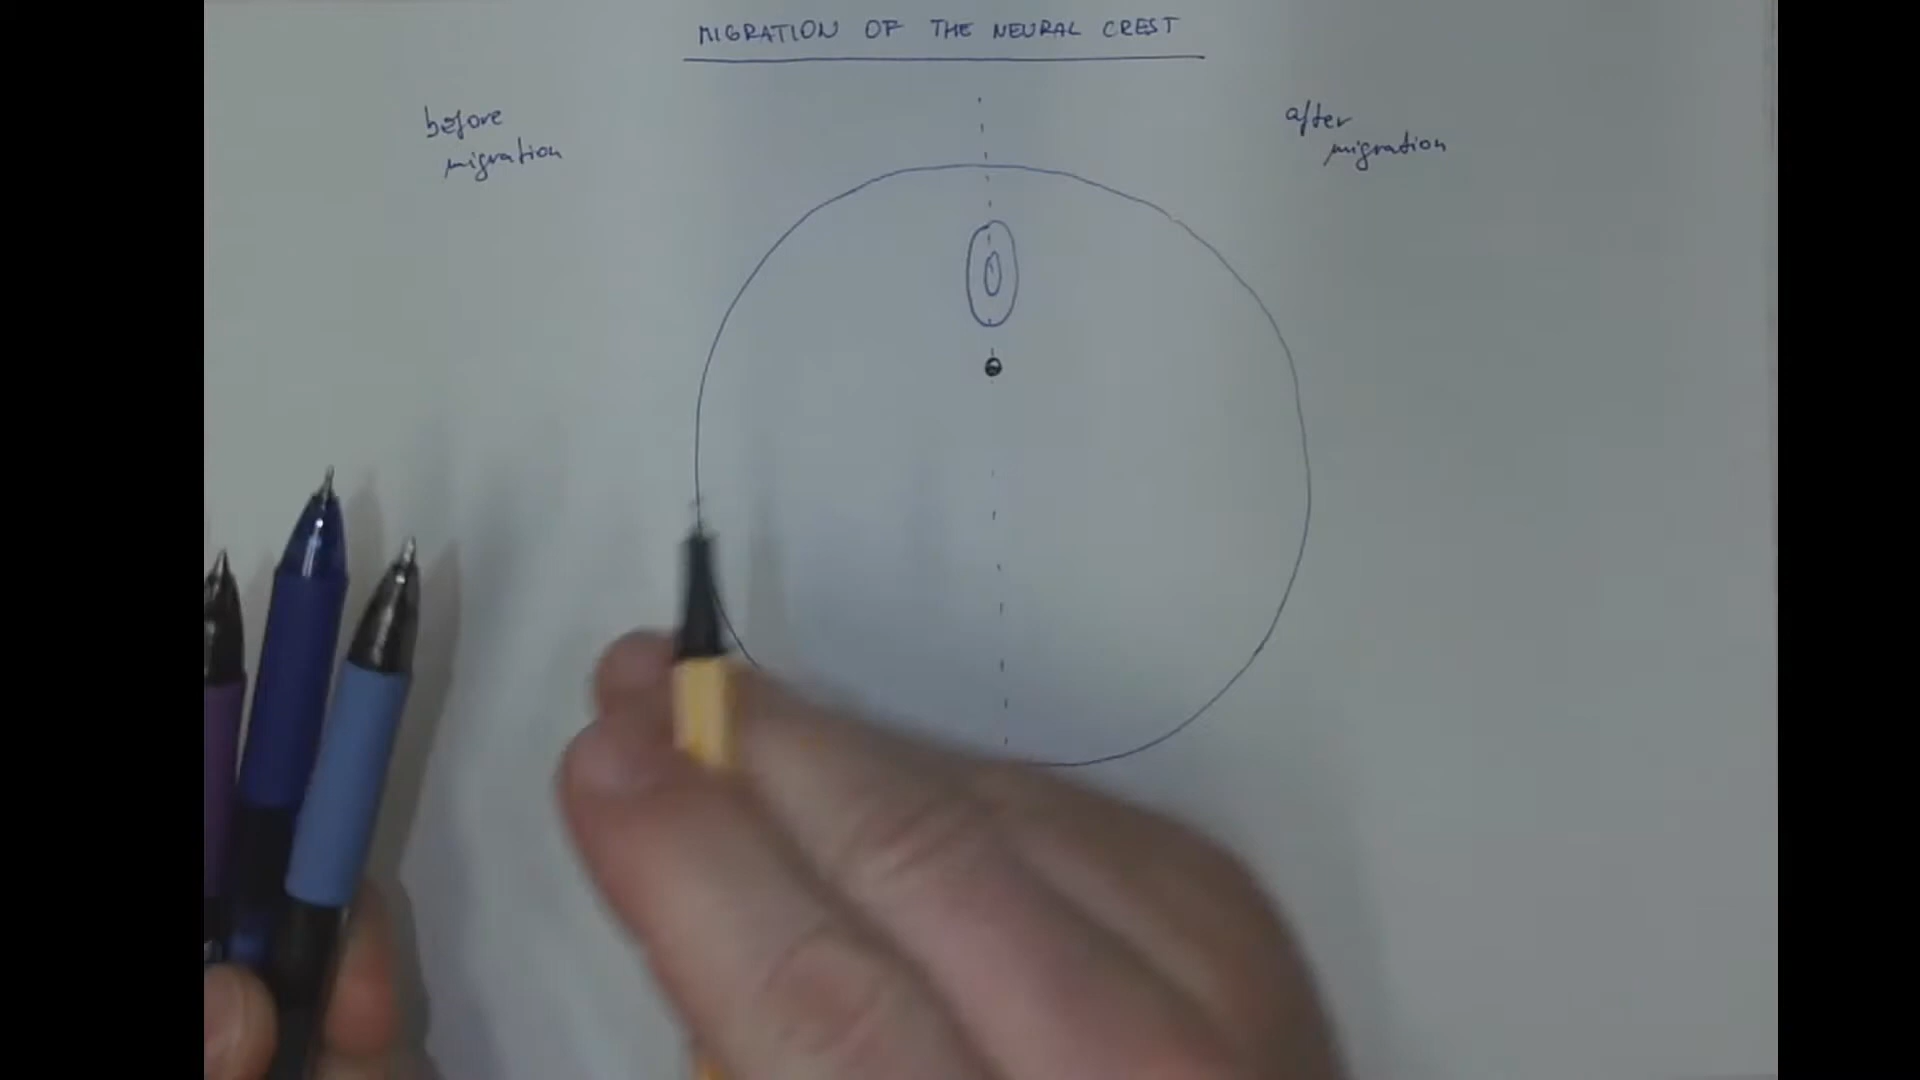 MIGRATION OF THE NEURAL CREST
before
migration
after
migration